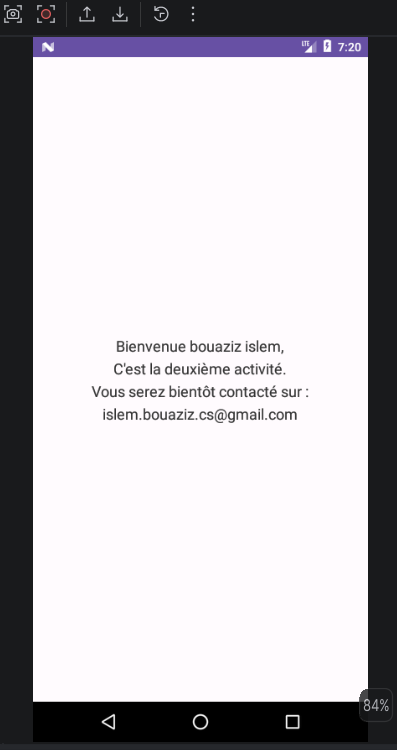 LTE 7:20
Bienvenue bouaziz islem,
C'est la deuxième activité.
Vous serez bientôt contacté sur :
islem.bouaziz.cs@gmail.com
84%